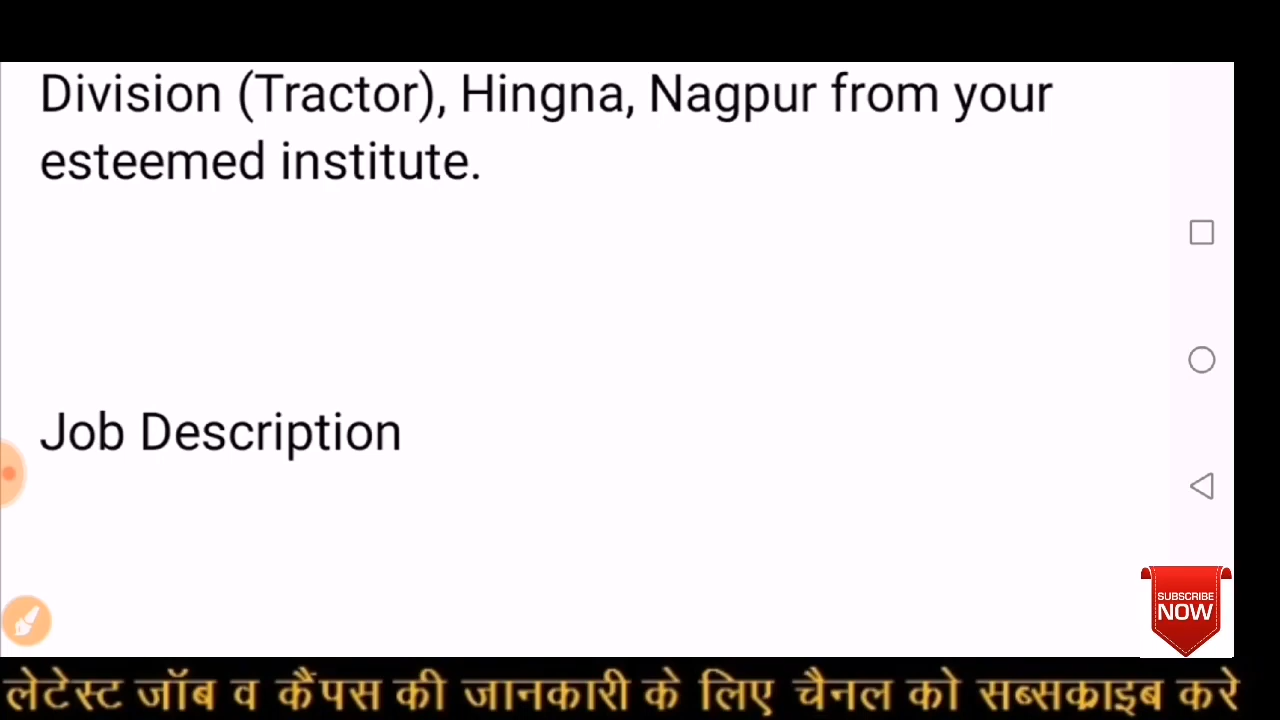 Division (Tractor), Hingna, Nagpur from your
esteemed institute.
Job Description
SUBSCRIBE
NOW
लेटेस्ट जॉब व कैंपस की जानकारी के लिए चैनल को सब्सक्राइब करे